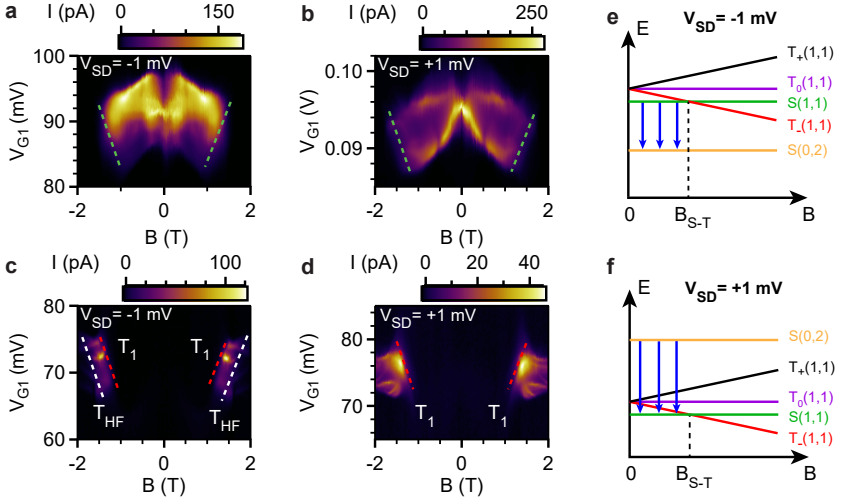 a
I (pA)
0
150
V_SD= -1 mV
100
90
80
V_G1 (mV)
-2
0
2
B (T)
b
I (pA)
0
250
V_SD= +1 mV
0.10
0.09
V_G1 (V)
-2
0
2
B (T)
e
V_SD= -1 mV
E
T_+(1,1)
T_0(1,1)
S(1,1)
T_-(1,1)
S(0,2)
0
B_S-T
B
c
I (pA)
0
50
100
V_SD= -1 mV
80
70
60
V_G1 (mV)
T_1
T_1
T_HF
T_HF
-2
0
2
B (T)
d
I (pA)
0
20
40
V_SD= +1 mV
80
70
V_G1 (mV)
T_1
T_1
-2
0
2
B (T)
f
V_SD= +1 mV
E
S(0,2)
T_+(1,1)
T_0(1,1)
S(1,1)
T_-(1,1)
0
B_S-T
B